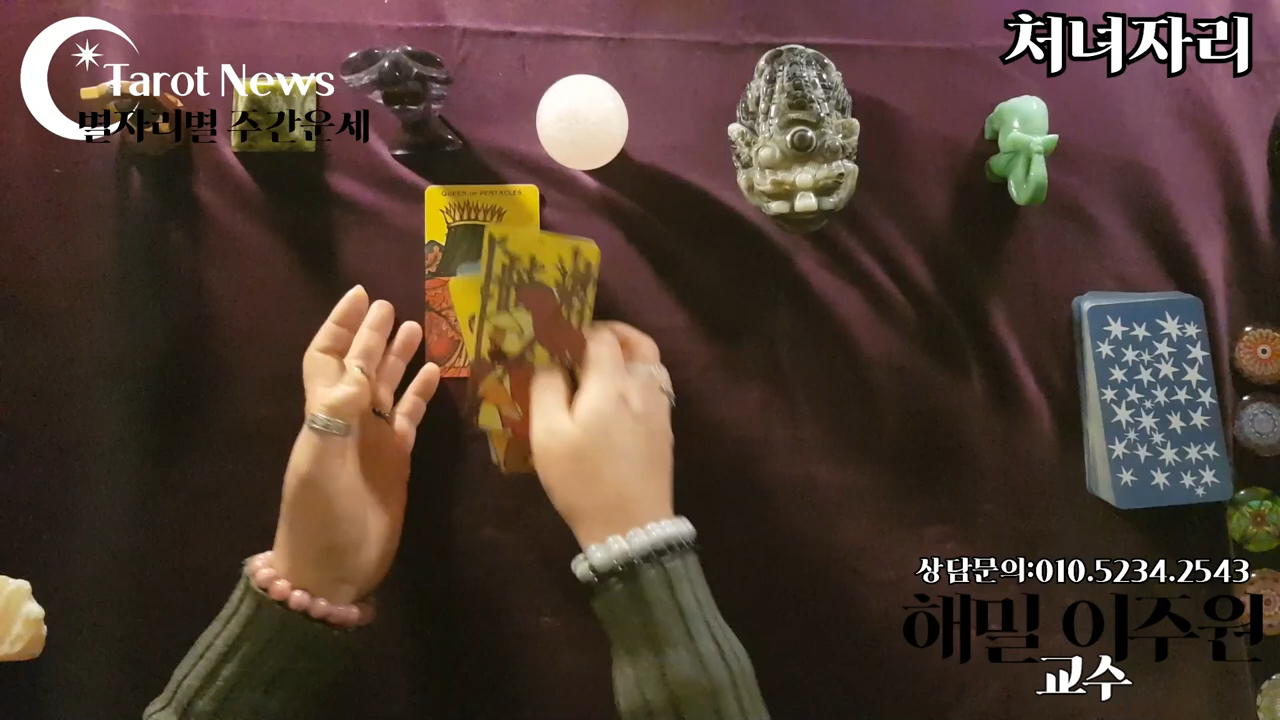 처녀자리
Tarot News
별자리별 주간운세
QUEEN OF PENTACLES
상담문의:010.5234.2543
해밀 이주원
교수